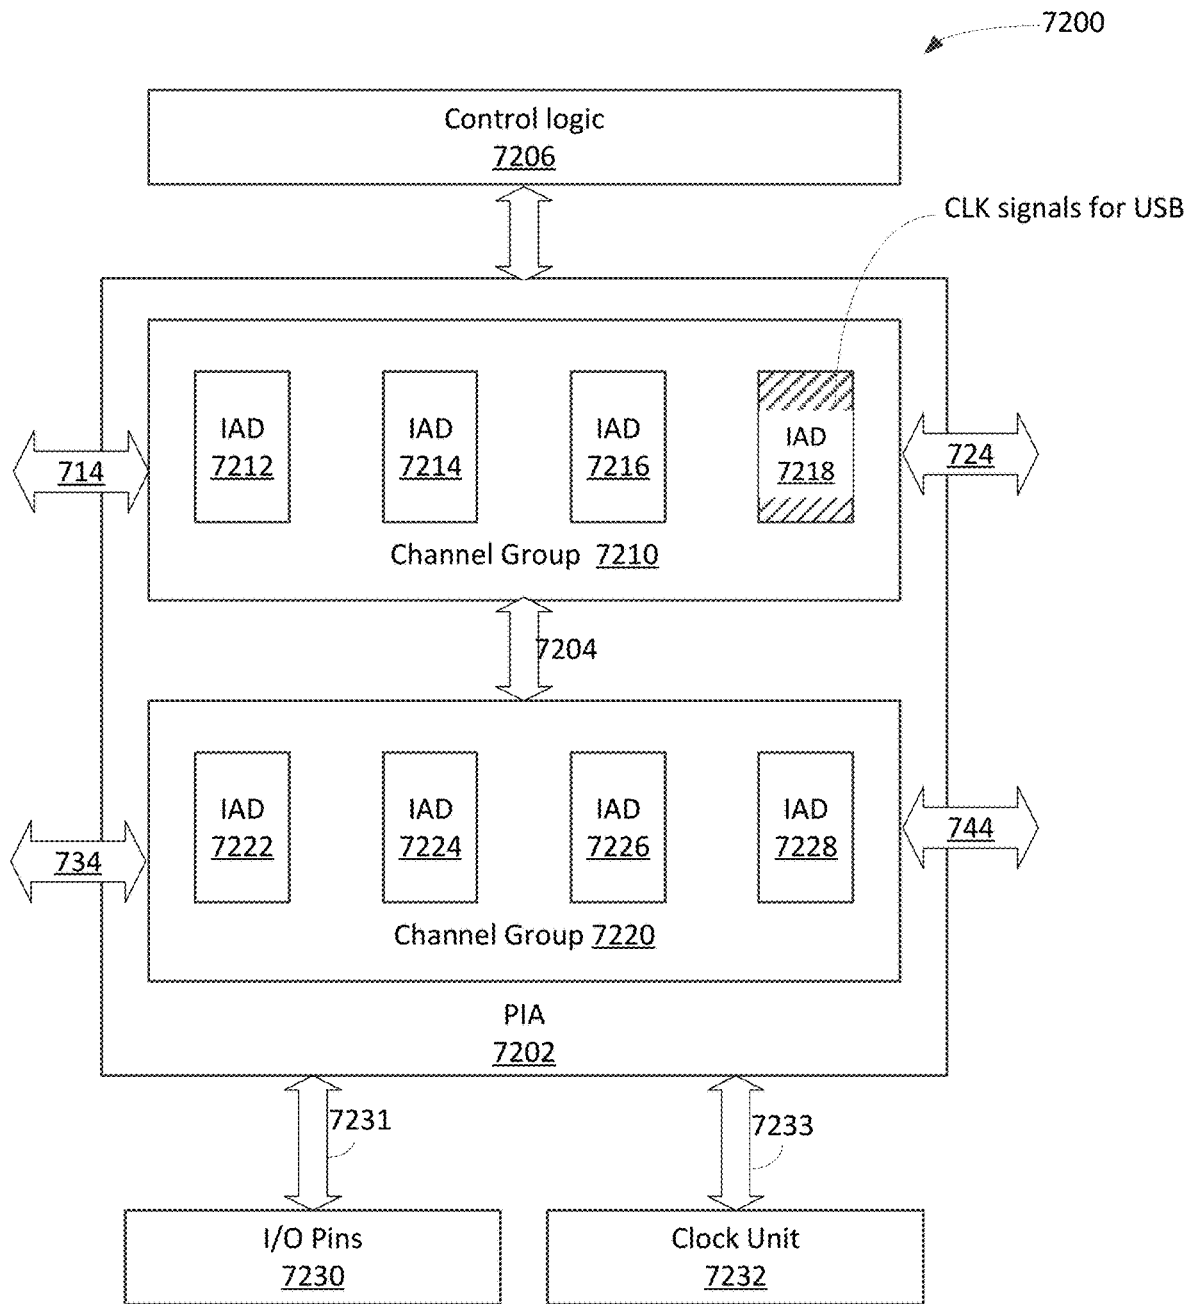 7200
Control logic
7206
CLK signals for USB
IAD
7212
IAD
7214
IAD
7216
IAD
7218
714
724
Channel Group 7210
7204
IAD
7222
IAD
7224
IAD
7226
IAD
7228
734
744
Channel Group 7220
PIA
7202
7231
7233
I/O Pins
7230
Clock Unit
7232